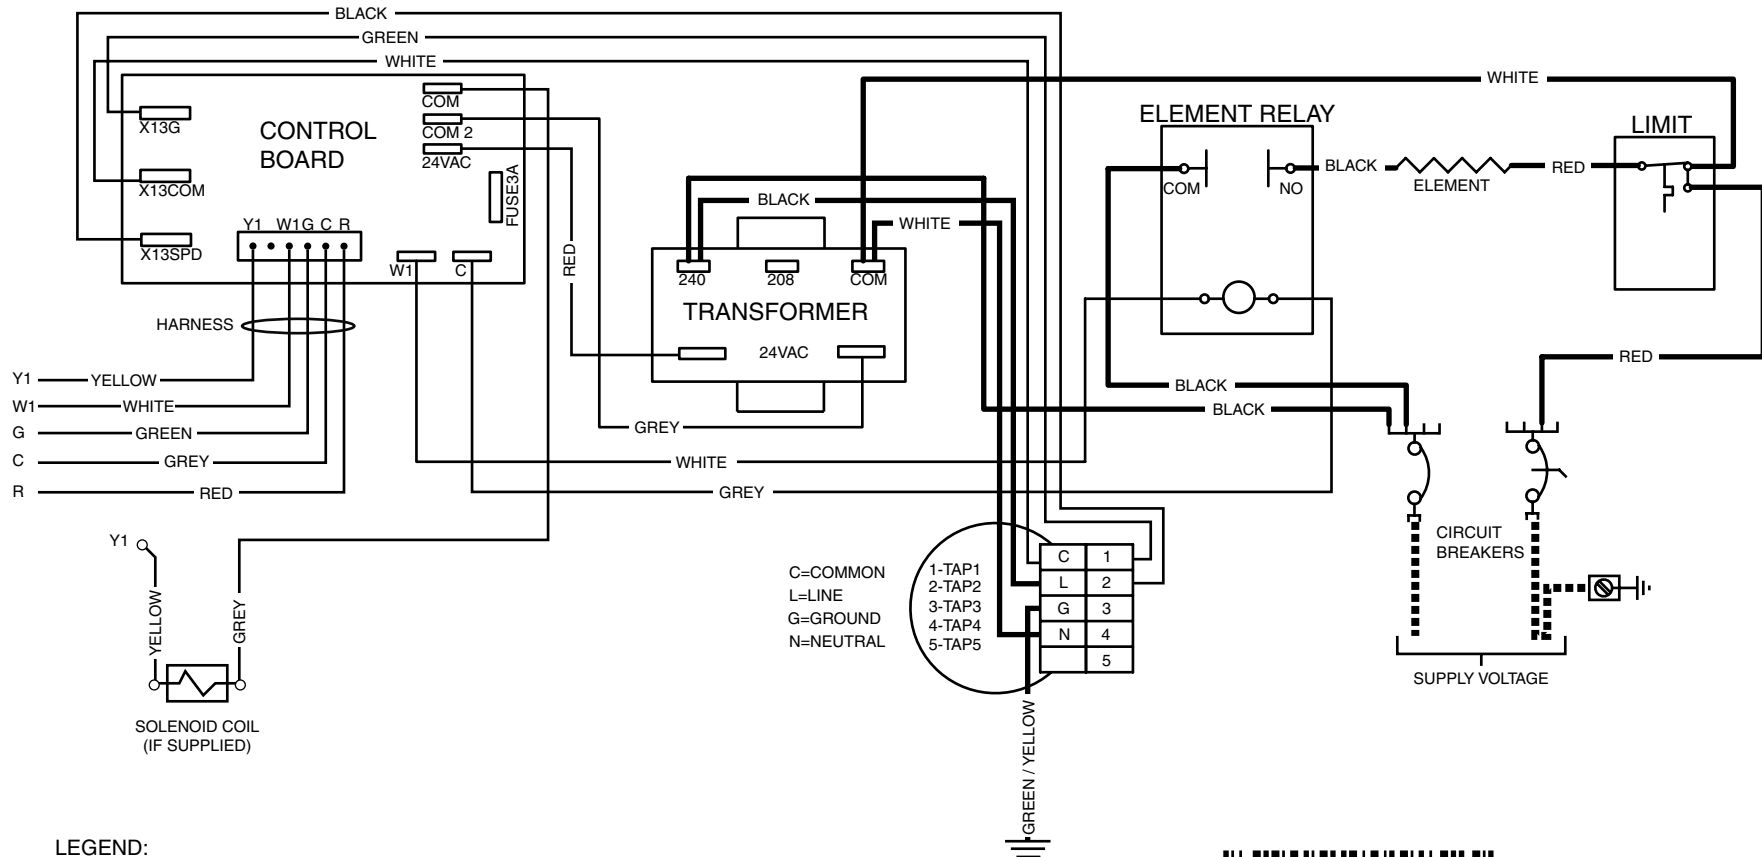 BLACK
GREEN
WHITE
X13G
X13COM
X13SPD
CONTROL
BOARD
COM
COM 2
24VAC
FUSE3A
Y1 W1 G C R
W1
C
HARNESS
Y1
YELLOW
W1
WHITE
G
GREEN
C
GREY
R
RED
RED
BLACK
WHITE
240
208
COM
TRANSFORMER
24VAC
GREY
WHITE
GREY
WHITE
ELEMENT RELAY
COM
NO
BLACK
ELEMENT
RED
LIMIT
RED
BLACK
BLACK
CIRCUIT
BREAKERS
SUPPLY VOLTAGE
Y1
YELLOW
GREY
SOLENOID COIL
(IF SUPPLIED)
C=COMMON
L=LINE
G=GROUND
N=NEUTRAL
1-TAP1
2-TAP2
3-TAP3
4-TAP4
5-TAP5
C 1
L 2
G 3
N 4
5
GREEN / YELLOW
LEGEND: